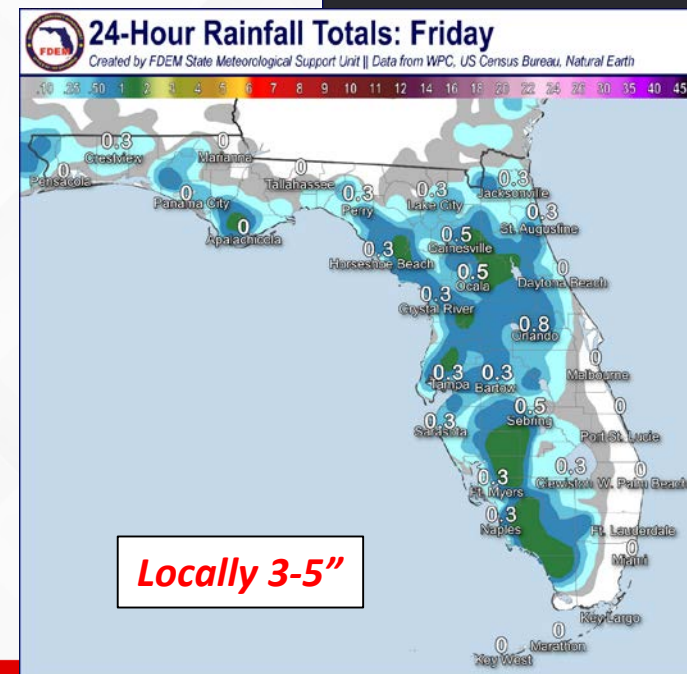 24-Hour Rainfall Totals: Friday
FDEM
Created by FDEM State Meteorological Support Unit || Data from WPC, US Census Bureau, Natural Earth
.10 .25 .50 1 2 3 4 5 6 7 8 9 10 11 12 14 16 18 20 22 24 26 30 35 40 45
0.3
Crestview
0
Marianna
0
Pensacola
0
Tallahassee
0
Panama City
0.3
Perry
0.3
Lake City
0.3
Jacksonville
0
Apalachicola
0.3
St. Augustine
0.5
Gainesville
0.3
Horseshoe Beach
0.5
Ocala
0
Daytona Beach
0.3
Crystal River
0.8
Orlando
0
Melbourne
0.3
Tampa
0.3
Bartow
0.5
Sebring
0
Port St. Lucie
0.3
Sarasota
0.3
Ft. Myers
0.3
Clewiston
0
W. Palm Beach
0.3
Naples
Ft. Lauderdale
0
Miami
Locally 3-5”
Key Largo
0
Marathon
0
Key West